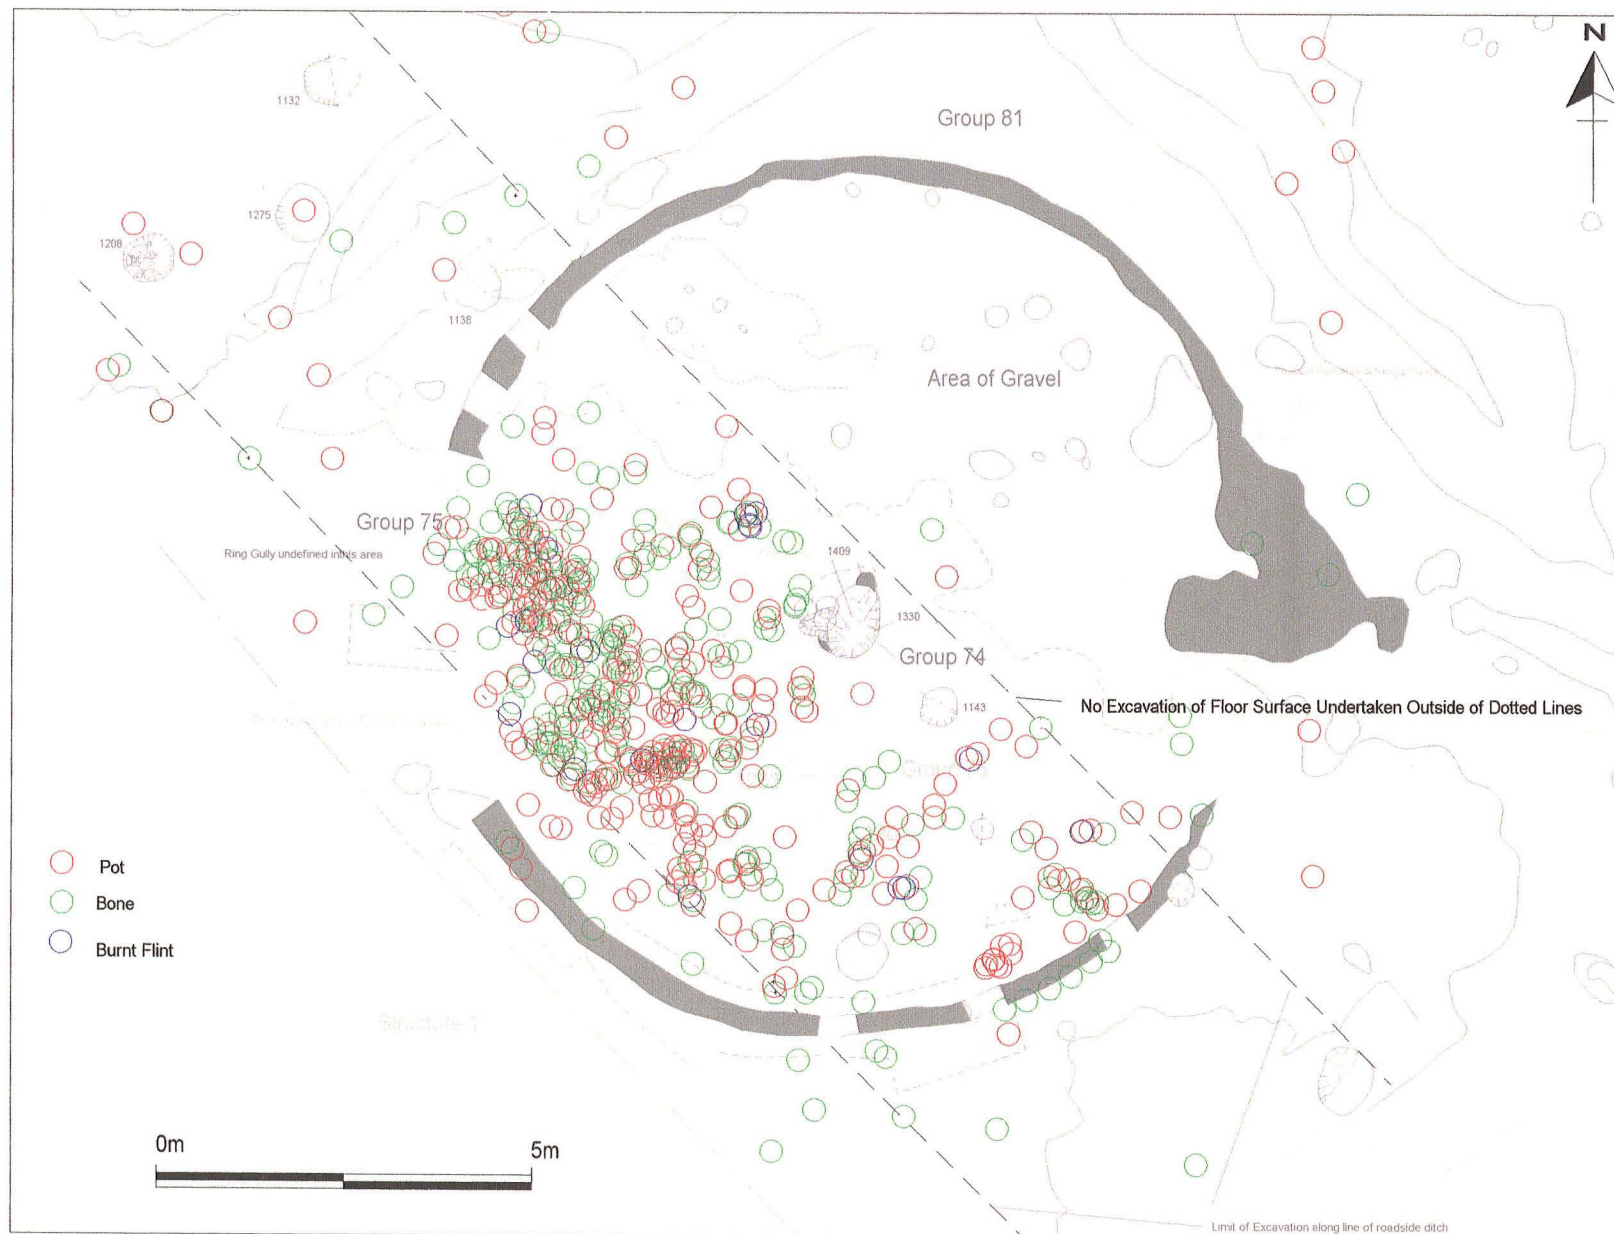 N
Group 81
1132
1275
1208
1138
Area of Gravel
Group 75
Ring Gully undefined inthis area
1409
1330
Group 74
1143
No Excavation of Floor Surface Undertaken Outside of Dotted Lines
Pot
Bone
Burnt Flint
Structure
0m
5m
Limit of Excavation along line of roadside ditch